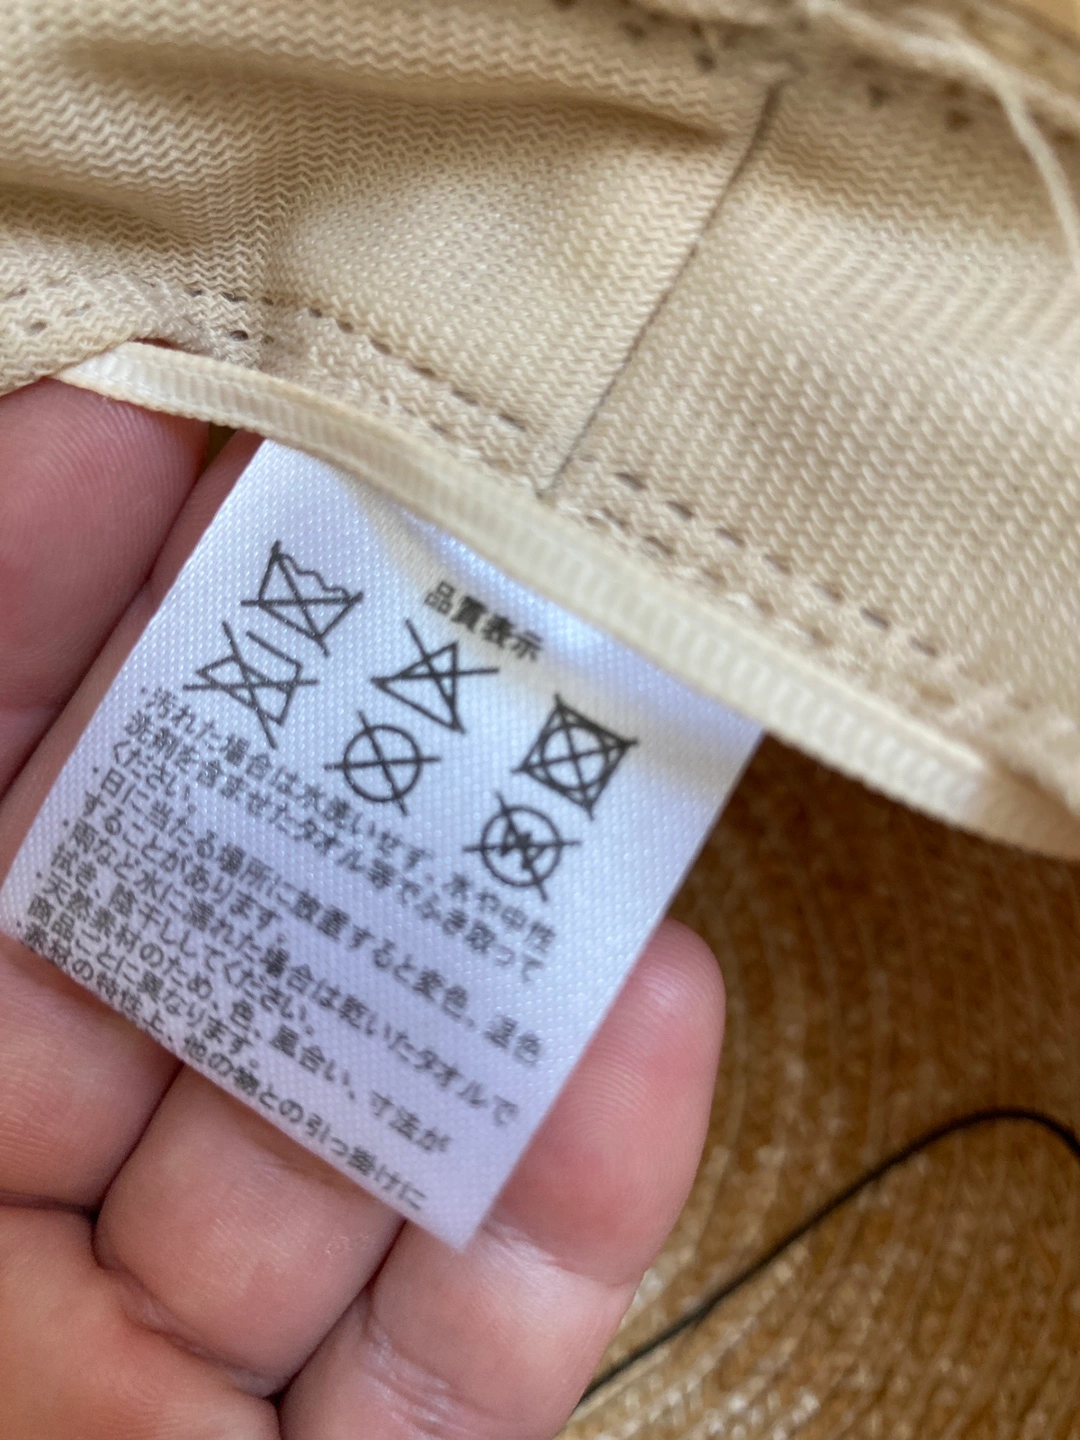 品質表示
・汚れた場合は水洗いせず、水や中性
洗剤を含ませたタオル等でふき取って
ください。
・日に当たる場所に放置すると変色、退色
することがあります。
・雨など水に濡れた場合は乾いたタオルで
拭き、陰干ししてください。
・天然素材のため、色、風合い、寸法が
商品ごとに異なります。
素材の特性上、他の物との引っ掛けに